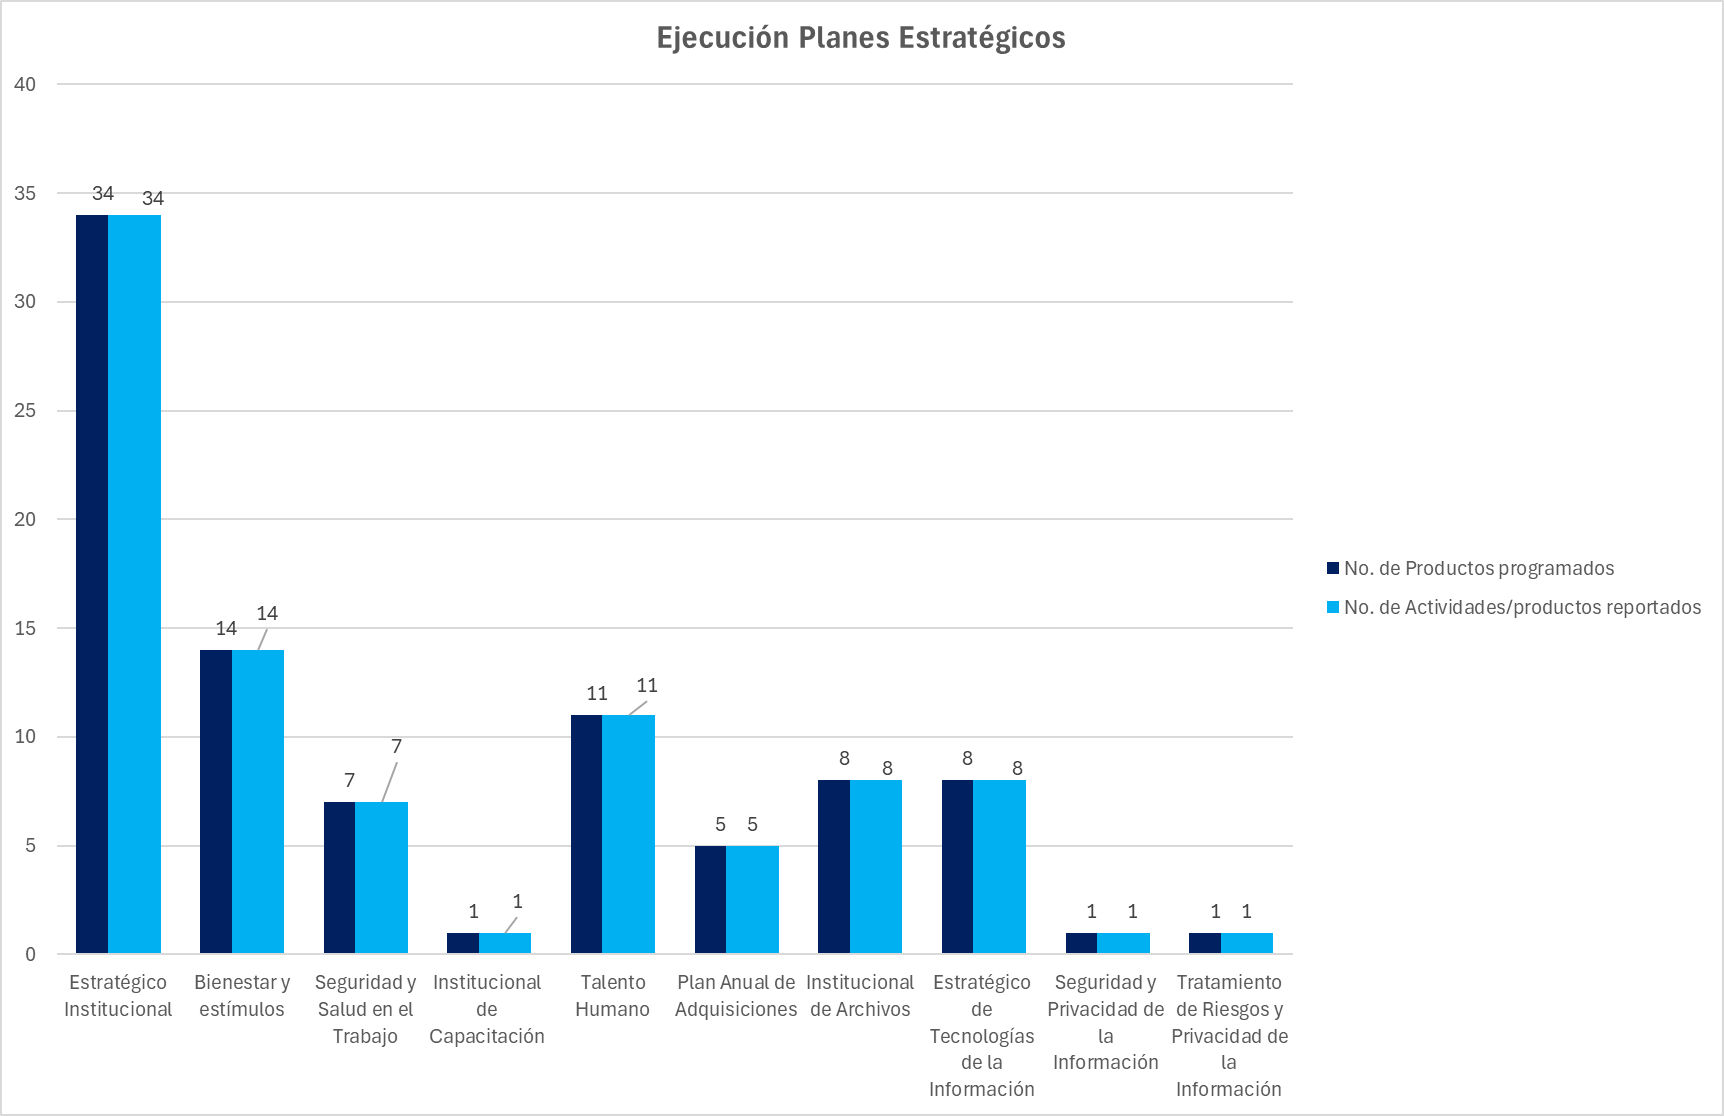 Ejecución Planes Estratégicos
40
35
30
25
20
15
10
5
0
34
34
14
14
7
7
1
1
11
11
5
5
8
8
8
8
1
1
1
1
Estratégico
Institucional
Bienestar y
estímulos
Seguridad y
Salud en el
Trabajo
Institucional
de
Capacitación
Talento
Humano
Plan Anual de
Adquisiciones
Institucional
de Archivos
Estratégico
de
Tecnologías
de la
Información
Seguridad y
Privacidad de
la
Información
Tratamiento
de Riesgos y
Privacidad de
la
Información
No. de Productos programados
No. de Actividades/productos reportados